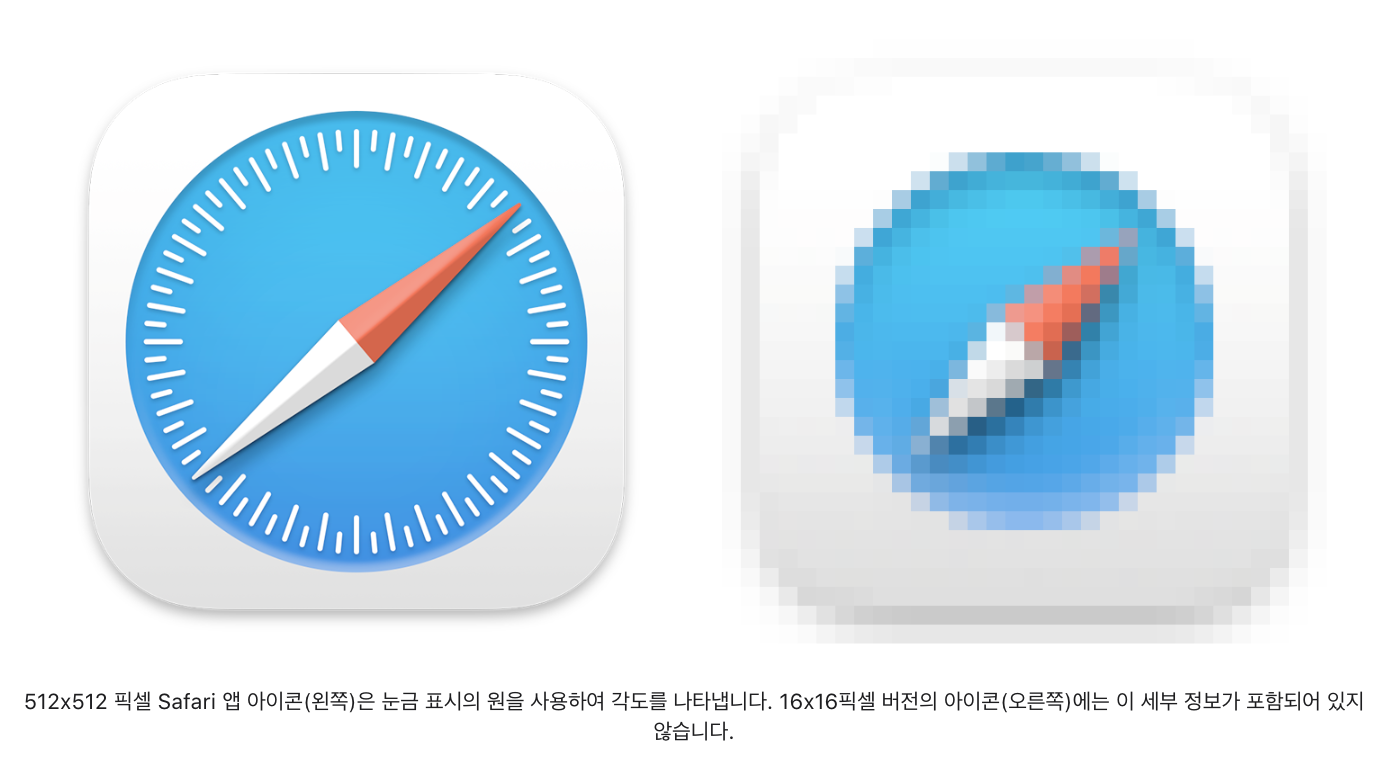 512x512 픽셀 Safari 앱 아이콘(왼쪽)은 눈금 표시의 원을 사용하여 각도를 나타냅니다. 16x16픽셀 버전의 아이콘(오른쪽)에는 이 세부 정보가 포함되어 있지
않습니다.